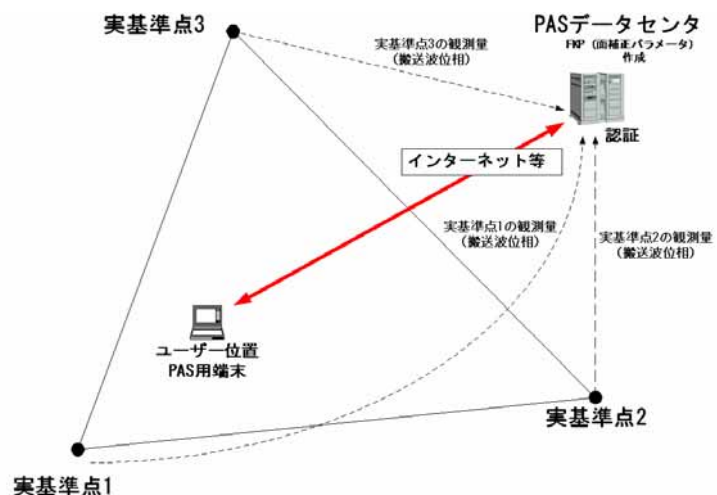 実基準点3
PASデータセンタ
FKP（面補正パラメータ）
作成
実基準点3の観測量
（搬送波位相）
認証
インターネット等
実基準点1の観測量
（搬送波位相）
実基準点2の観測量
（搬送波位相）
ユーザー位置
PAS用端末
実基準点2
実基準点1